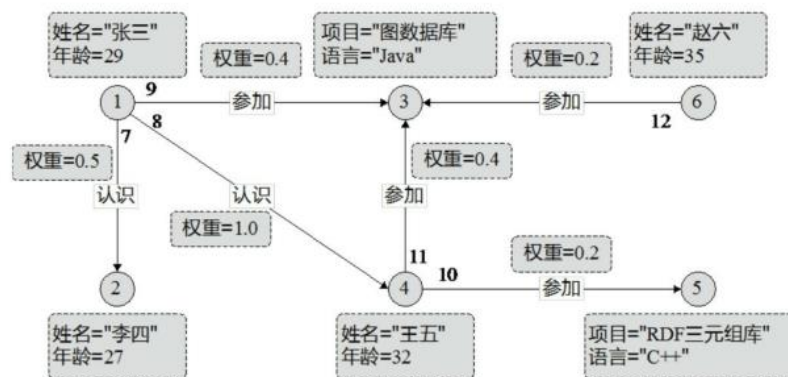 姓名="张三"
年龄=29
项目="图数据库"
语言="Java"
姓名="赵六"
年龄=35
权重=0.4
权重=0.2
1
9
参加
3
参加
6
7
8
12
权重=0.5
权重=0.4
认识
认识
参加
权重=1.0
11
10
权重=0.2
2
4
参加
5
姓名="李四"
年龄=27
姓名="王五"
年龄=32
项目="RDF三元组库"
语言="C++"